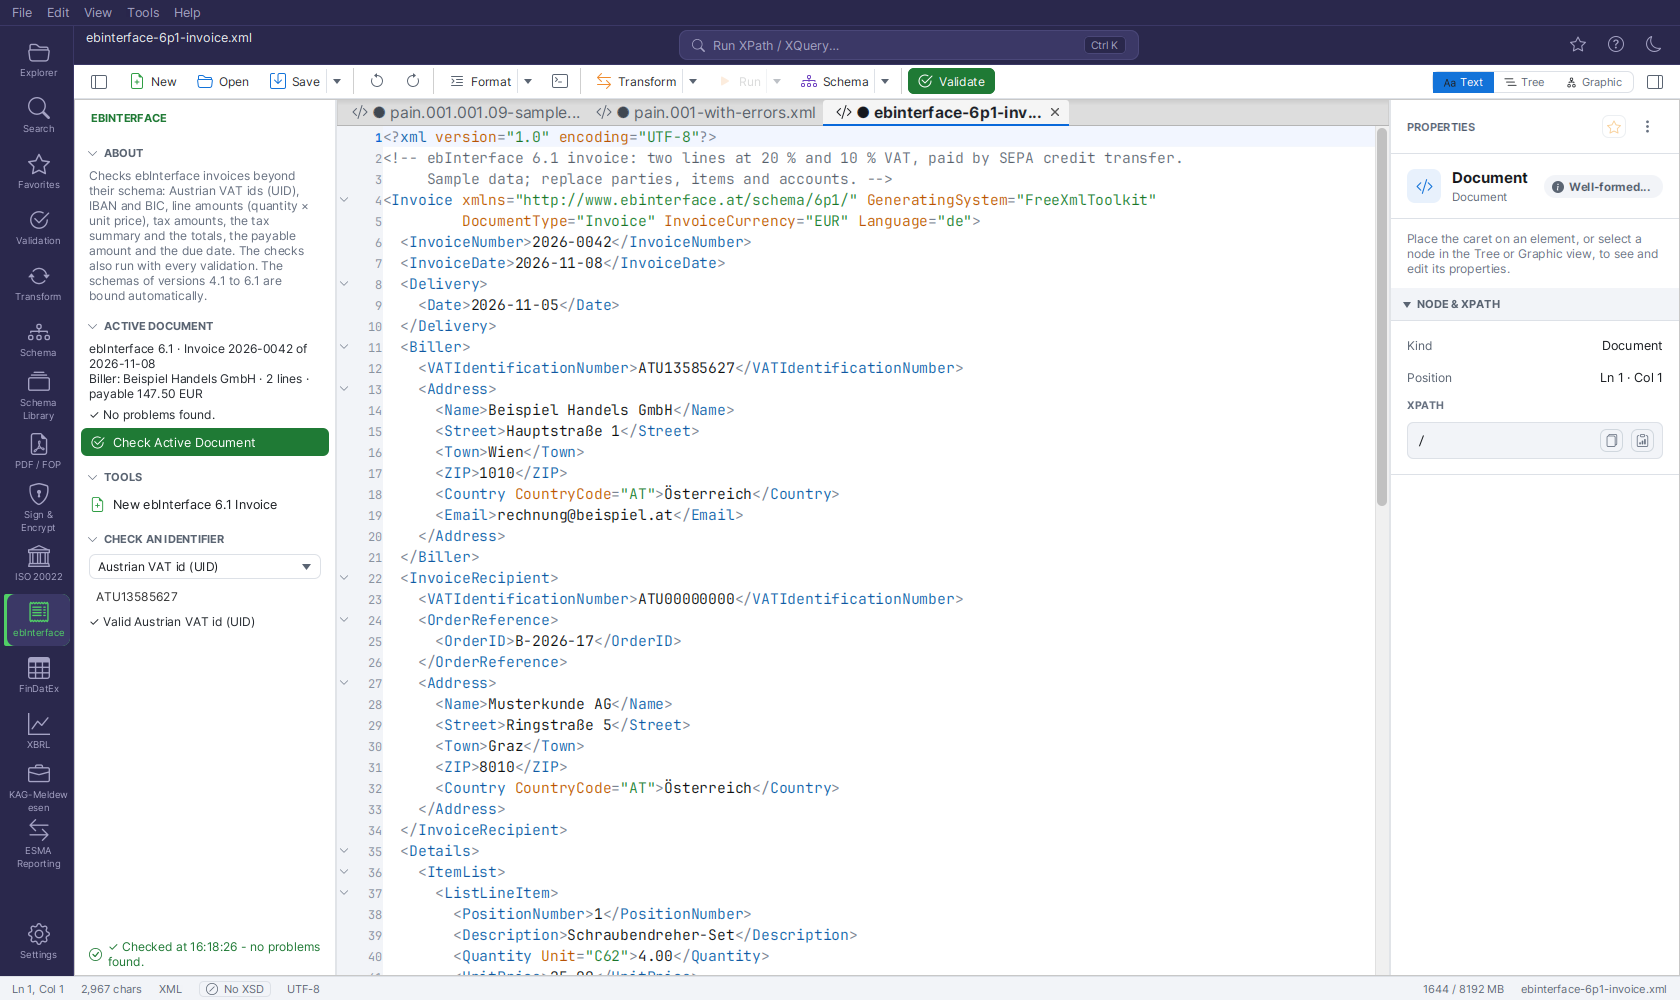 File Edit View Tools Help
ebinterface-6p1-invoice.xml
Run XPath / XQuery... Ctrl K
New Open Save Format Transform Run Schema Validate Text Tree Graphic
Explorer
Search
Favorites
Validation
Transform
Schema
Schema
Library
PDF / FOP
Sign &
Encrypt
ISO 20022
ebInterface
FinDatEx
XBRL
KAG-Meldew
esen
ESMA
Reporting
Settings
EBINTERFACE
ABOUT
Checks ebInterface invoices beyond
their schema: Austrian VAT ids (UID),
IBAN and BIC, line amounts (quantity ×
unit price), tax amounts, the tax
summary and the totals, the payable
amount and the due date. The checks
also run with every validation. The
schemas of versions 4.1 to 6.1 are
bound automatically.
ACTIVE DOCUMENT
ebInterface 6.1 · Invoice 2026-0042 of
2026-11-08
Biller: Beispiel Handels GmbH · 2 lines ·
payable 147.50 EUR
✓ No problems found.
Check Active Document
TOOLS
New ebInterface 6.1 Invoice
CHECK AN IDENTIFIER
Austrian VAT id (UID)
ATU13585627
✓ Valid Austrian VAT id (UID)
✓ Checked at 16:18:26 - no problems
found.
</> ● pain.001.001.09-sample... </> ● pain.001-with-errors.xml </> ● ebinterface-6p1-inv... ✕
1 <?xml version="1.0" encoding="UTF-8"?>
2 <!-- ebInterface 6.1 invoice: two lines at 20 % and 10 % VAT, paid by SEPA credit transfer.
3 Sample data; replace parties, items and accounts. -->
4 <Invoice xmlns="http://www.ebinterface.at/schema/6p1/" GeneratingSystem="FreeXmlToolkit"
5 DocumentType="Invoice" InvoiceCurrency="EUR" Language="de">
6 <InvoiceNumber>2026-0042</InvoiceNumber>
7 <InvoiceDate>2026-11-08</InvoiceDate>
8 <Delivery>
9 <Date>2026-11-05</Date>
10 </Delivery>
11 <Biller>
12 <VATIdentificationNumber>ATU13585627</VATIdentificationNumber>
13 <Address>
14 <Name>Beispiel Handels GmbH</Name>
15 <Street>Hauptstraße 1</Street>
16 <Town>Wien</Town>
17 <ZIP>1010</ZIP>
18 <Country CountryCode="AT">Österreich</Country>
19 <Email>rechnung@beispiel.at</Email>
20 </Address>
21 </Biller>
22 <InvoiceRecipient>
23 <VATIdentificationNumber>ATU00000000</VATIdentificationNumber>
24 <OrderReference>
25 <OrderID>B-2026-17</OrderID>
26 </OrderReference>
27 <Address>
28 <Name>Musterkunde AG</Name>
29 <Street>Ringstraße 5</Street>
30 <Town>Graz</Town>
31 <ZIP>8010</ZIP>
32 <Country CountryCode="AT">Österreich</Country>
33 </Address>
34 </InvoiceRecipient>
35 <Details>
36 <ItemList>
37 <ListLineItem>
38 <PositionNumber>1</PositionNumber>
39 <Description>Schraubendreher-Set</Description>
40 <Quantity Unit="C62">4.00</Quantity>
PROPERTIES
Document
Document
Well-formed...
Place the caret on an element, or select a
node in the Tree or Graphic view, to see and
edit its properties.
NODE & XPATH
Kind Document
Position Ln 1 · Col 1
XPATH
/
Ln 1, Col 1 2,967 chars XML No XSD UTF-8 1644 / 8192 MB ebinterface-6p1-invoice.xml